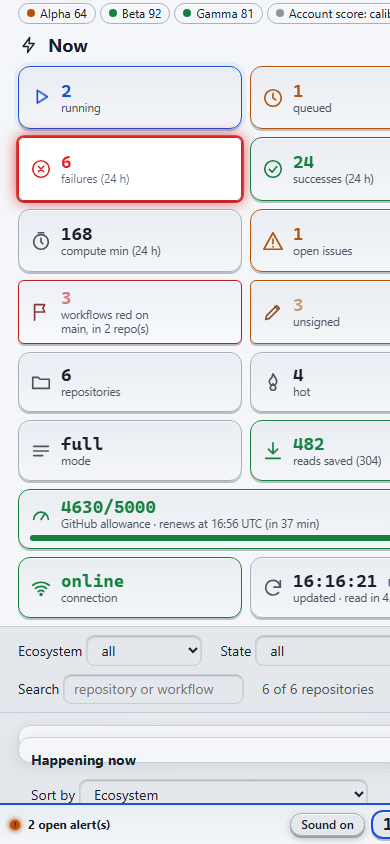 Alpha 64 Beta 92 Gamma 81 Account score: calib
Now
2
running
1
queued
6
failures (24 h)
24
successes (24 h)
168
compute min (24 h)
1
open issues
3
workflows red on
main, in 2 repo(s)
3
unsigned
6
repositories
4
hot
full
mode
482
reads saved (304)
4630/5000
GitHub allowance · renews at 16:56 UTC (in 37 min)
online
connection
16:16:21
updated · read in 4.
Ecosystem all State all
Search repository or workflow 6 of 6 repositories
Happening now
Sort by Ecosystem
2 open alert(s) Sound on 1